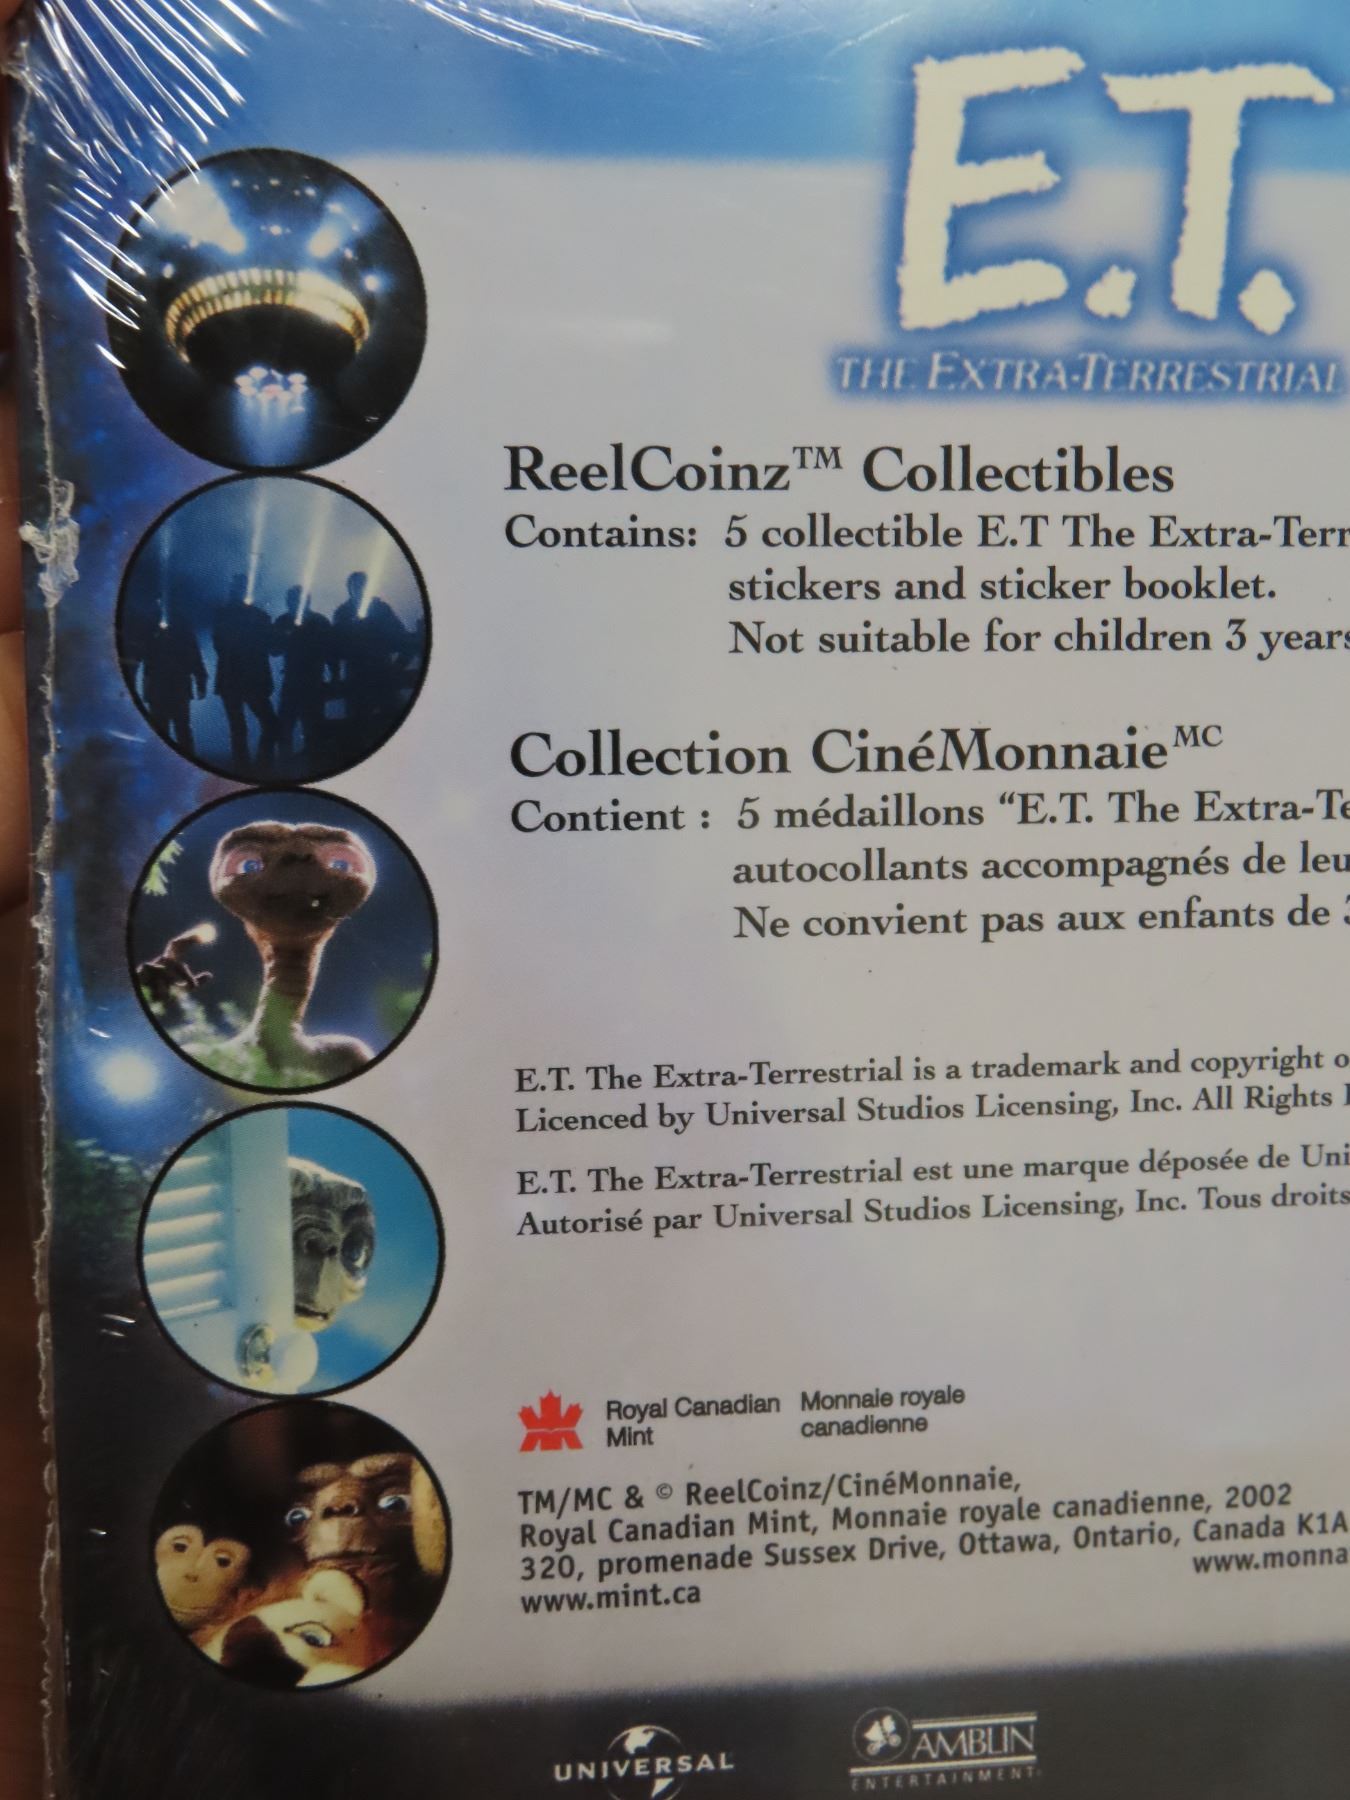 E.T.
THE EXTRA-TERRESTRIAL
ReelCoinz™ Collectibles
Contains: 5 collectible E.T The Extra-Terr
stickers and sticker booklet.
Not suitable for children 3 years
Collection CinéMonnaieMC
Contient : 5 médaillons “E.T. The Extra-Te
autocollants accompagnés de leu
Ne convient pas aux enfants de
E.T. The Extra-Terrestrial is a trademark and copyright o
Licenced by Universal Studios Licensing, Inc. All Rights
E.T. The Extra-Terrestrial est une marque déposée de Uni
Autorisé par Universal Studios Licensing, Inc. Tous droits
Royal Canadian Mint
Monnaie royale canadienne
TM/MC & © ReelCoinz/CinéMonnaie,
Royal Canadian Mint, Monnaie royale canadienne, 2002
320, promenade Sussex Drive, Ottawa, Ontario, Canada K1A
www.mint.ca www.monna
UNIVERSAL
AMBLIN
ENTERTAINMENT